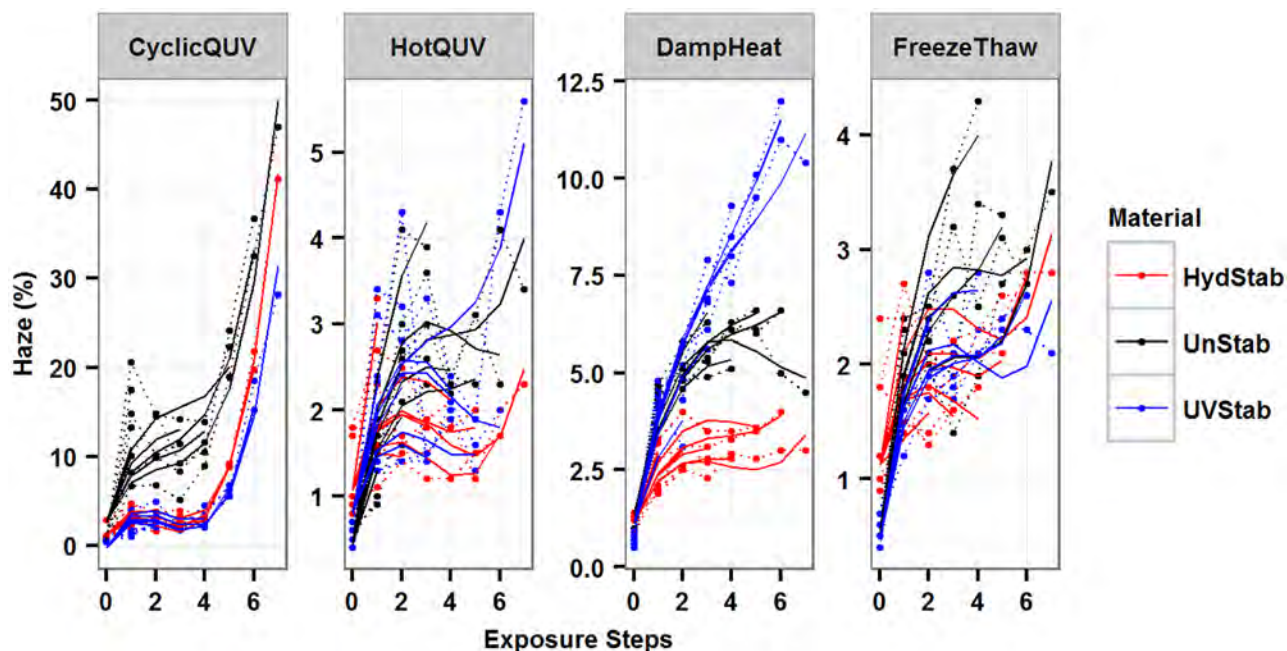 CyclicQUV HotQUV DampHeat FreezeThaw
50
40
30
20
10
0
5
4
3
2
1
12.5
10.0
7.5
5.0
2.5
0.0
4
3
2
1
Haze (%)
0 2 4 6 0 2 4 6 0 2 4 6 0 2 4 6
Exposure Steps
Material
HydStab
UnStab
UVStab